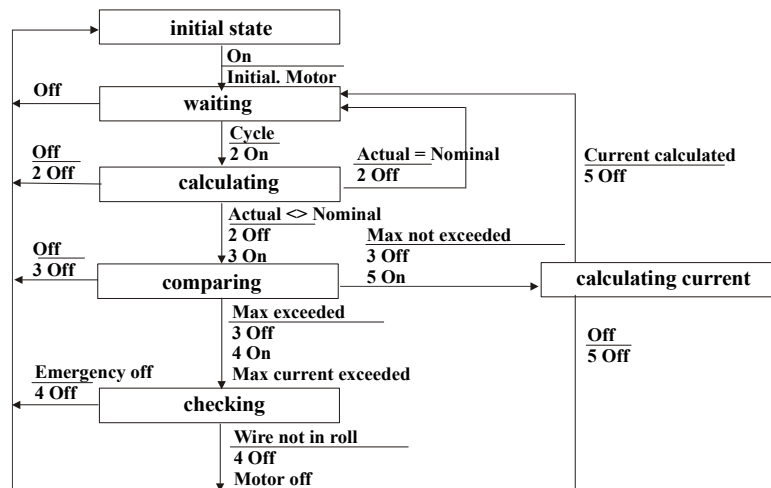 initial state
On
Initial. Motor
Off
waiting
Cycle
2 On
Off
2 Off
calculating
Actual = Nominal
2 Off
Current calculated
5 Off
Actual <> Nominal
2 Off
3 On
Off
3 Off
comparing
Max not exceeded
3 Off
5 On
calculating current
Max exceeded
3 Off
4 On
Max current exceeded
Off
5 Off
Emergency off
4 Off
checking
Wire not in roll
4 Off
Motor off